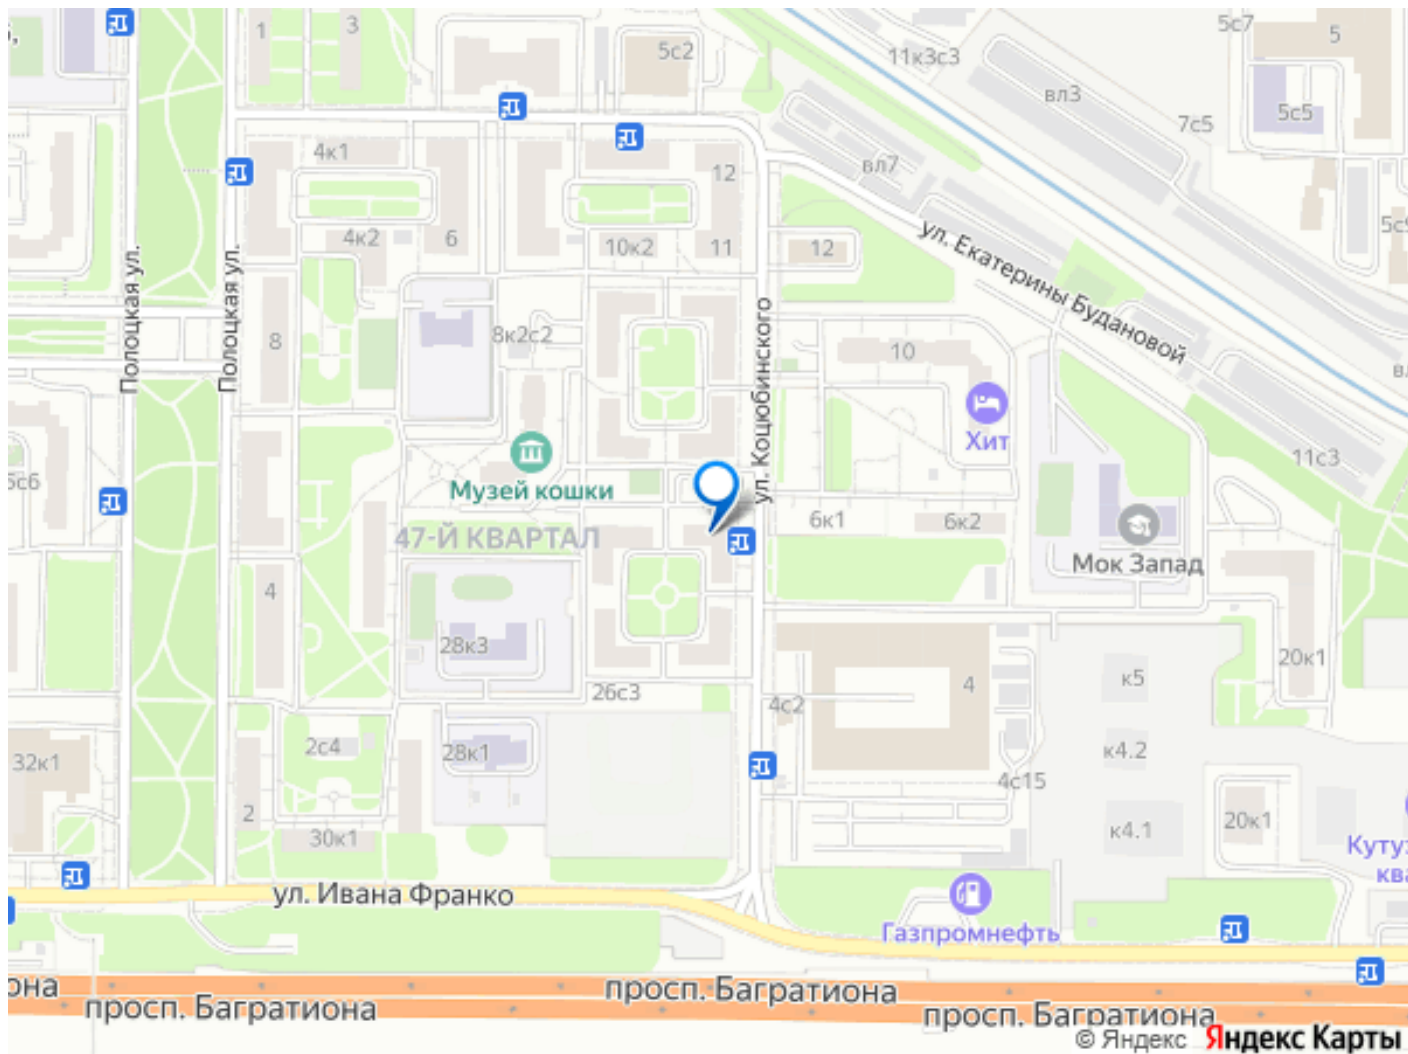 1
3
5с2
11к3с3
5с7
5
вл3
5с5
7с5
4к1
12
вл7
Полоцкая ул.
Полоцкая ул.
4к2
6
10к2
11
12
ул. Екатерины Будановой
8
8к2с2
ул. Коцюбинского
10
Хит
11с3
Музей кошки
6к1
6к2
47-Й КВАРТАЛ
Мок Запад
4
28к3
26с3
4
4с2
к5
20к1
32к1
2с4
28к1
к4.2
4с15
2
30к1
к4.1
20к1
ул. Ивана Франко
Газпромнефть
просп. Багратиона
просп. Багратиона
просп. Багратиона
© Яндекс Яндекс Карты